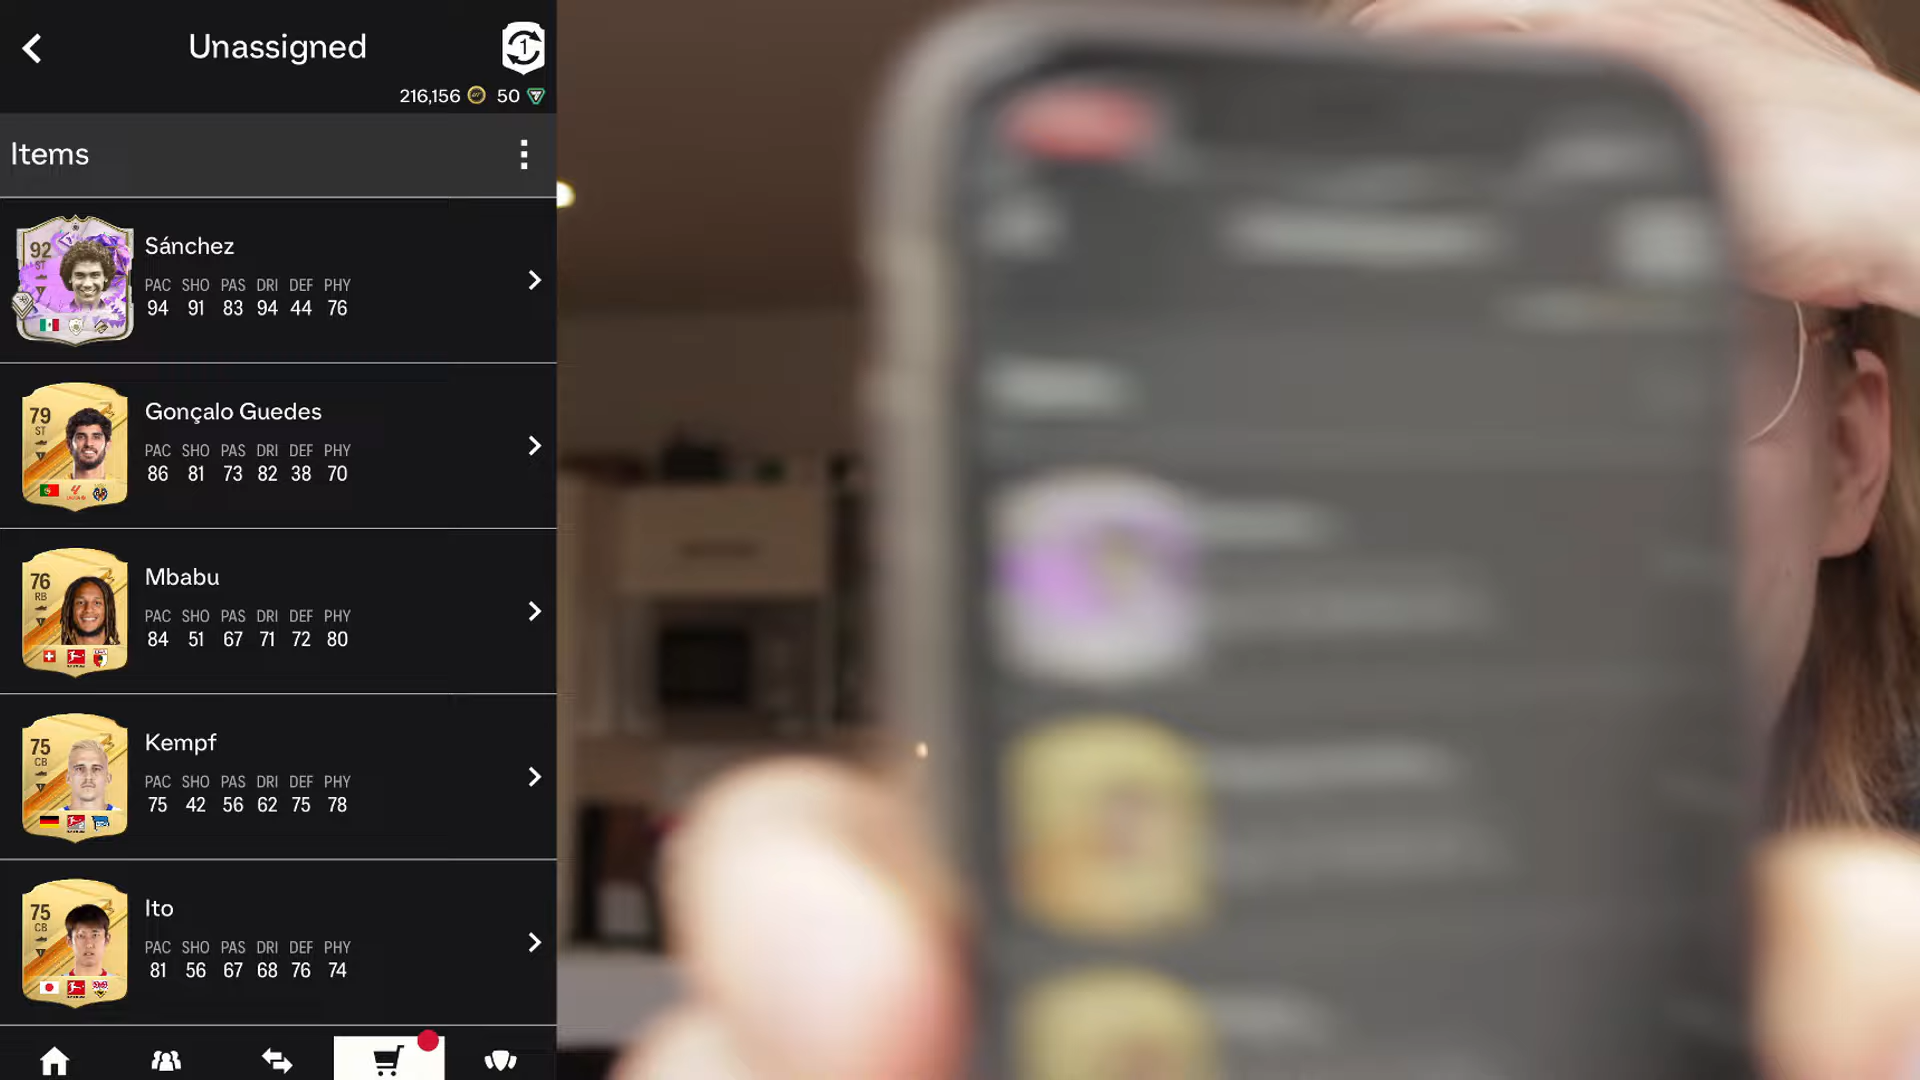 Unassigned
1
216,156 50
Items
92
ST
Sánchez
PAC SHO PAS DRI DEF PHY
94 91 83 94 44 76
79
ST
Gonçalo Guedes
PAC SHO PAS DRI DEF PHY
86 81 73 82 38 70
76
RB
Mbabu
PAC SHO PAS DRI DEF PHY
84 51 67 71 72 80
75
CB
Kempf
PAC SHO PAS DRI DEF PHY
75 42 56 62 75 78
75
CB
Ito
PAC SHO PAS DRI DEF PHY
81 56 67 68 76 74